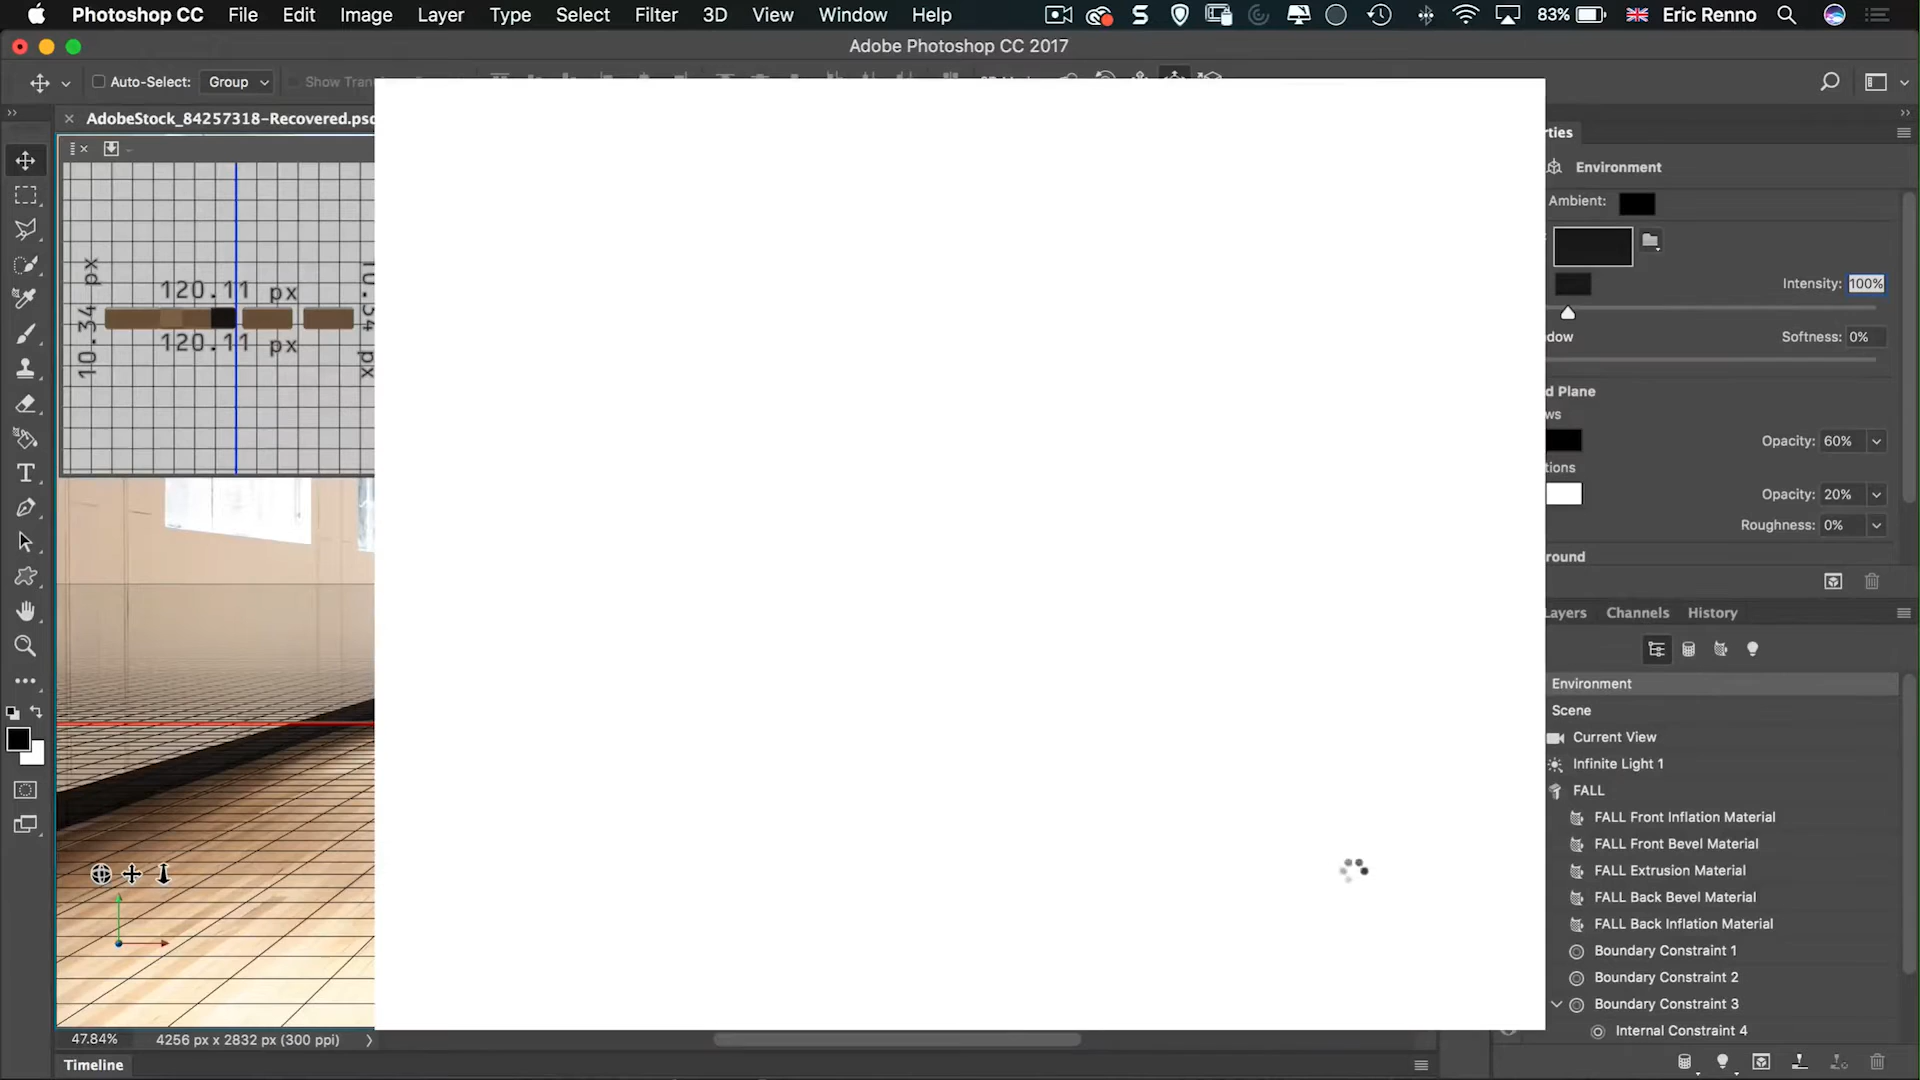 Photoshop CC File Edit Image Layer Type Select Filter 3D View Window Help 83% Eric Renno
Adobe Photoshop CC 2017
Auto-Select: Group Show Tran
AdobeStock_84257318-Recovered.psd
ties
Environment
Ambient:
Intensity: 100%
dow Softness: 0%
d Plane
ws
Opacity: 60%
tions
Opacity: 20%
Roughness: 0%
round
120.11 px
120.11 px
10.34 px
Layers Channels History
Environment
Scene
Current View
Infinite Light 1
FALL
FALL Front Inflation Material
FALL Front Bevel Material
FALL Extrusion Material
FALL Back Bevel Material
FALL Back Inflation Material
Boundary Constraint 1
Boundary Constraint 2
Boundary Constraint 3
Internal Constraint 4
47.84% 4256 px x 2832 px (300 ppi)
Timeline